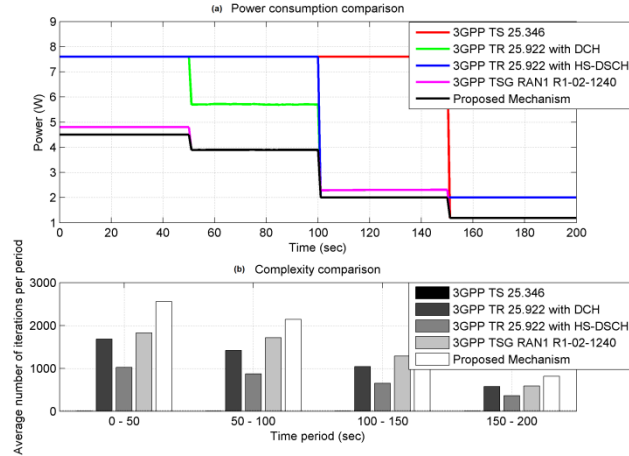 (a) Power consumption comparison
9
8
7
6
5
4
3
2
1
Power (W)
0
20
40
60
80
100
120
140
160
180
200
Time (sec)
3GPP TS 25.346
3GPP TR 25.922 with DCH
3GPP TR 25.922 with HS-DSCH
3GPP TSG RAN1 R1-02-1240
Proposed Mechanism
(b) Complexity comparison
3000
2000
1000
0
Average number of iterations per period
0 - 50
50 - 100
100 - 150
150 - 200
Time period (sec)
3GPP TS 25.346
3GPP TR 25.922 with DCH
3GPP TR 25.922 with HS-DSCH
3GPP TSG RAN1 R1-02-1240
Proposed Mechanism